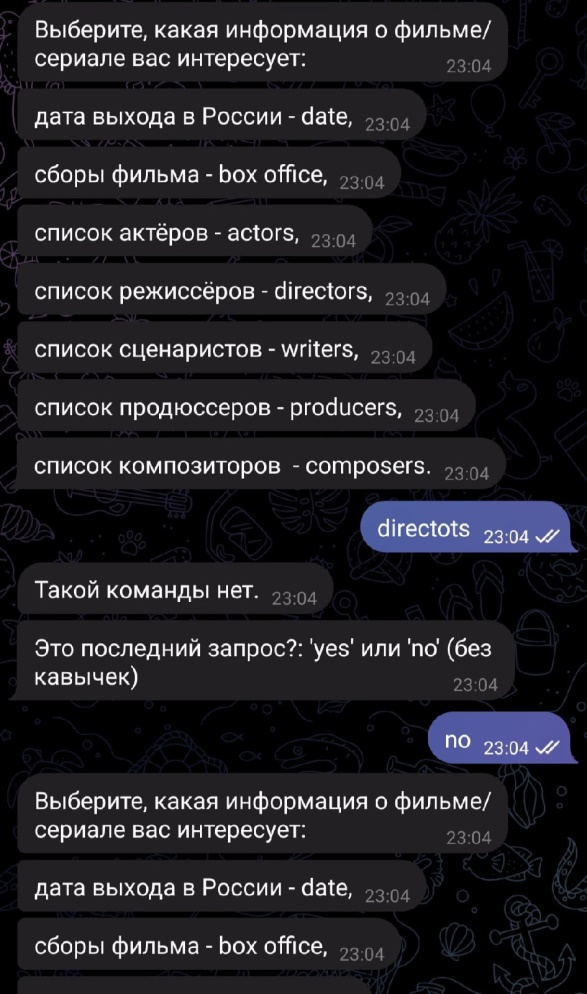 Выберите, какая информация о фильме/
сериале вас интересует:
23:04
дата выхода в России - date, 23:04
сборы фильма - box office, 23:04
список актёров - actors, 23:04
список режиссёров - directors, 23:04
список сценаристов - writers, 23:04
список продюссеров - producers, 23:04
список композиторов  - composers. 23:04
directots 23:04
Такой команды нет. 23:04
Это последний запрос?: 'yes' или 'no' (без
кавычек)
23:04
no 23:04
Выберите, какая информация о фильме/
сериале вас интересует:
23:04
дата выхода в России - date, 23:04
сборы фильма - box office, 23:04